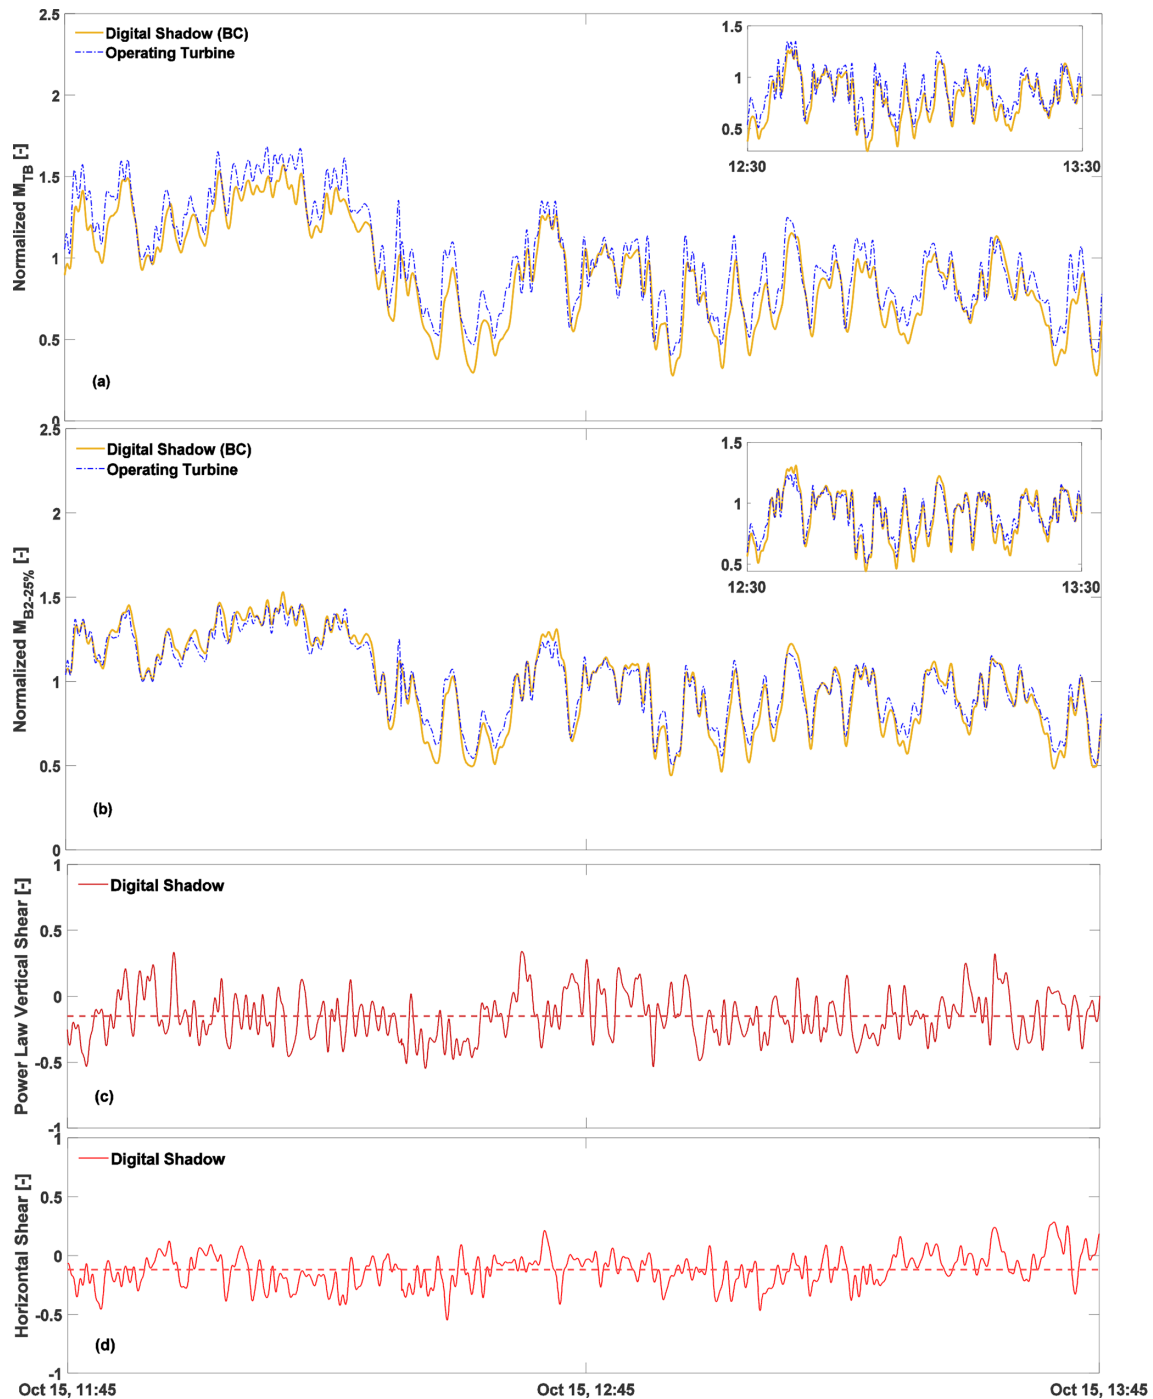 2.5
Digital Shadow (BC)
Operating Turbine
2
1.5
1
0.5
0
Normalized M_TB [-]
1.5
1
0.5
12:30
13:30
(a)
2.5
Digital Shadow (BC)
Operating Turbine
2
1.5
1
0.5
0
Normalized M_B2-25% [-]
1.5
1
0.5
12:30
13:30
(b)
1
Digital Shadow
0.5
0
-0.5
-1
Power Law Vertical Shear [-]
(c)
1
Digital Shadow
0.5
0
-0.5
-1
Horizontal Shear [-]
(d)
Oct 15, 11:45
Oct 15, 12:45
Oct 15, 13:45